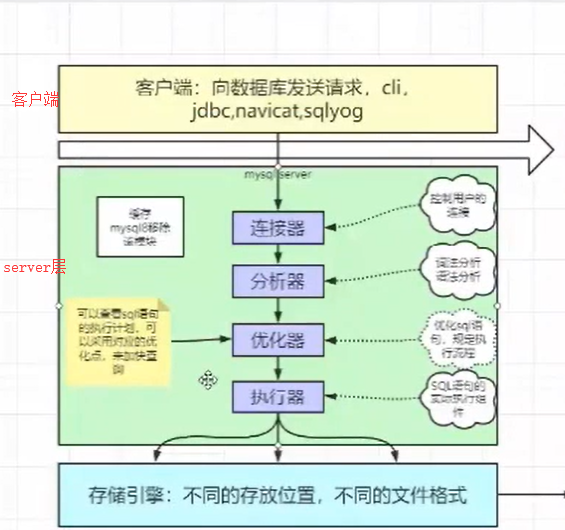 客户端：向数据库发送请求，cli，
jdbc,navicat,sqlyog
客户端
mysql server
缓存
mysql8移除
该模块
控制用户的
连接
连接器
词法分析
语法分析
server层
分析器
可以查看sql语句
的执行计划，可
以采用对应的优
化点，来加快查
询
优化sql语
句，规定执
行流程
优化器
SQL语句的
实际执行组
件
执行器
存储引擎：不同的存放位置，不同的文件格式